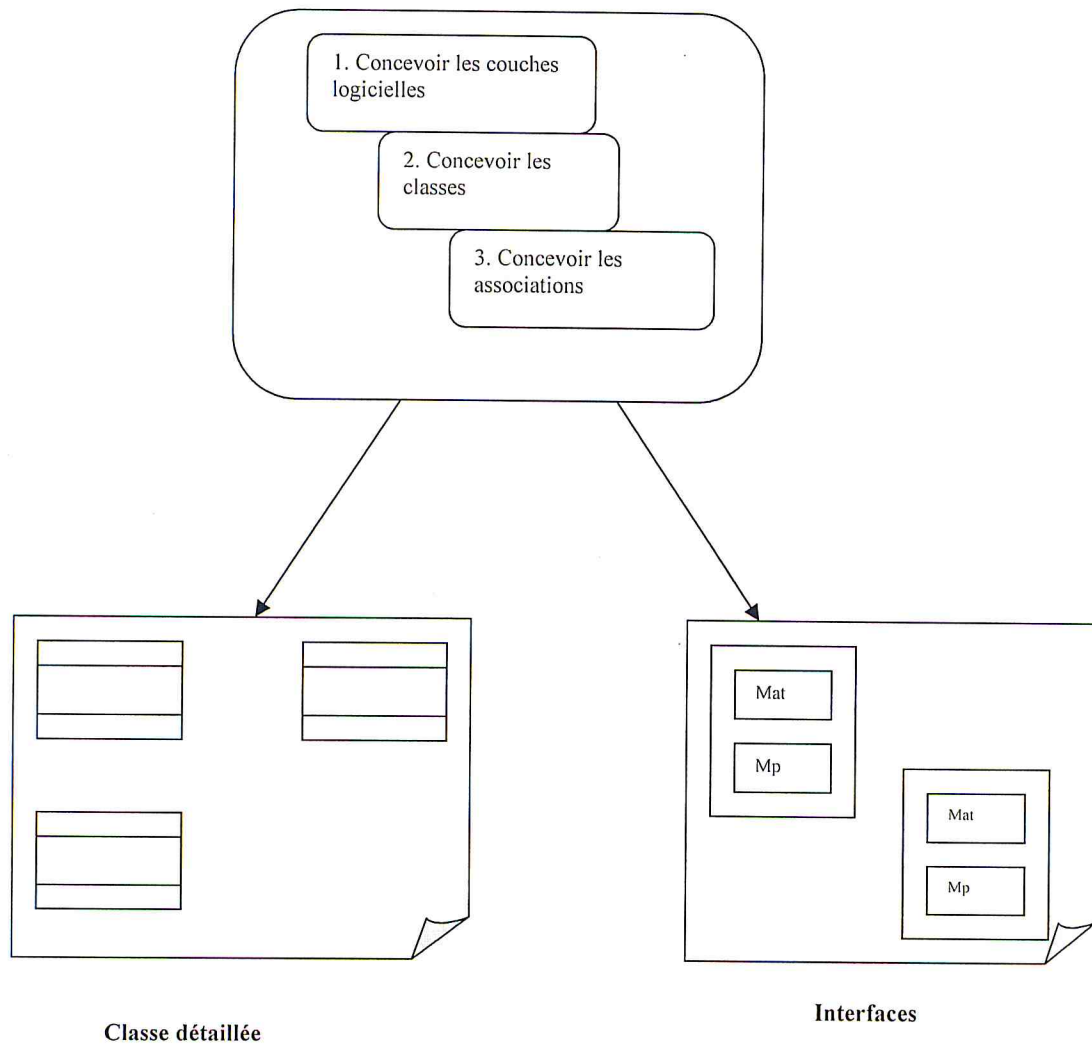 1. Concevoir les couches
logicielles
2. Concevoir les
classes
3. Concevoir les
associations
Mat
Mp
Mat
Mp
Classe détaillée
Interfaces